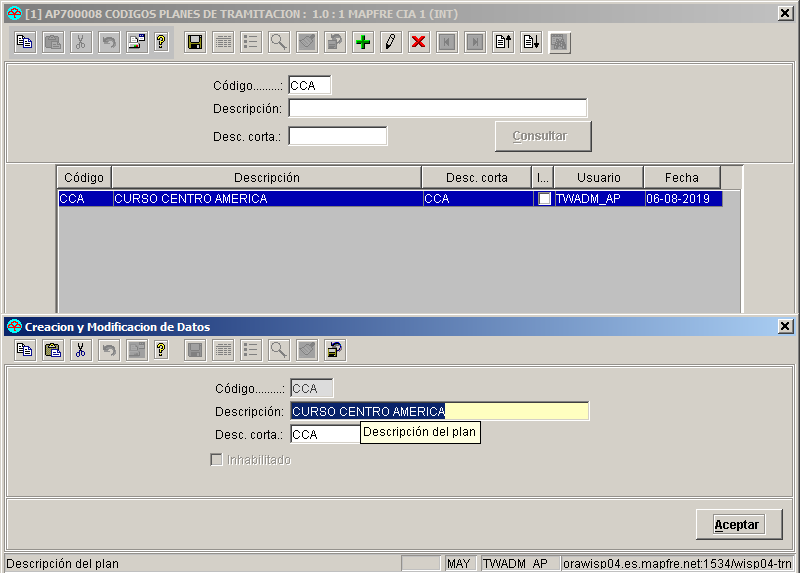 [1] AP700008 CODIGOS PLANES DE TRAMITACION : 1.0 : 1 MAPFRE CIA 1 (INT)
Código.........: CCA
Descripción:
Desc. corta.:
Consultar
Código Descripción Desc. corta I... Usuario Fecha
CCA CURSO CENTRO AMERICA CCA TWADM_AP 06-08-2019
Creacion y Modificacion de Datos
Código.........: CCA
Descripción: CURSO CENTRO AMERICA
Desc. corta.: CCA
Descripción del plan
Inhabilitado
Aceptar
Descripción del plan MAY TWADM_AP orawisp04.es.mapfre.net:1534/wisp04-trn